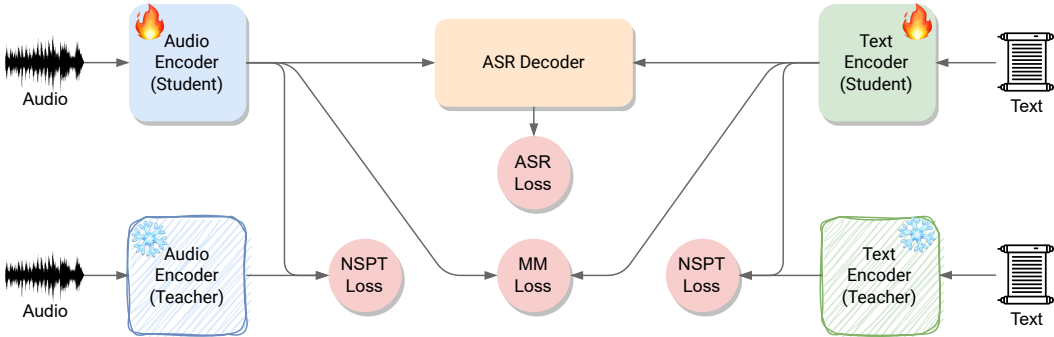 Audio
Encoder
(Student)
ASR Decoder
Text
Encoder
(Student)
Audio
Text
ASR
Loss
Audio
Encoder
(Teacher)
NSPT
Loss
MM
Loss
NSPT
Loss
Text
Encoder
(Teacher)
Audio
Text